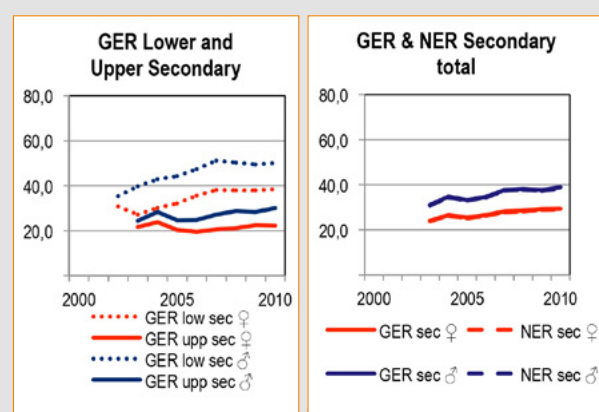 GER Lower and
Upper Secondary
80,0
60,0
40,0
20,0
2000 2005 2010
GER low sec ♀
GER upp sec ♀
GER low sec ♂
GER upp sec ♂
GER & NER Secondary
total
80,0
60,0
40,0
20,0
2000 2005 2010
GER sec ♀ NER sec ♀
GER sec ♂ NER sec ♂